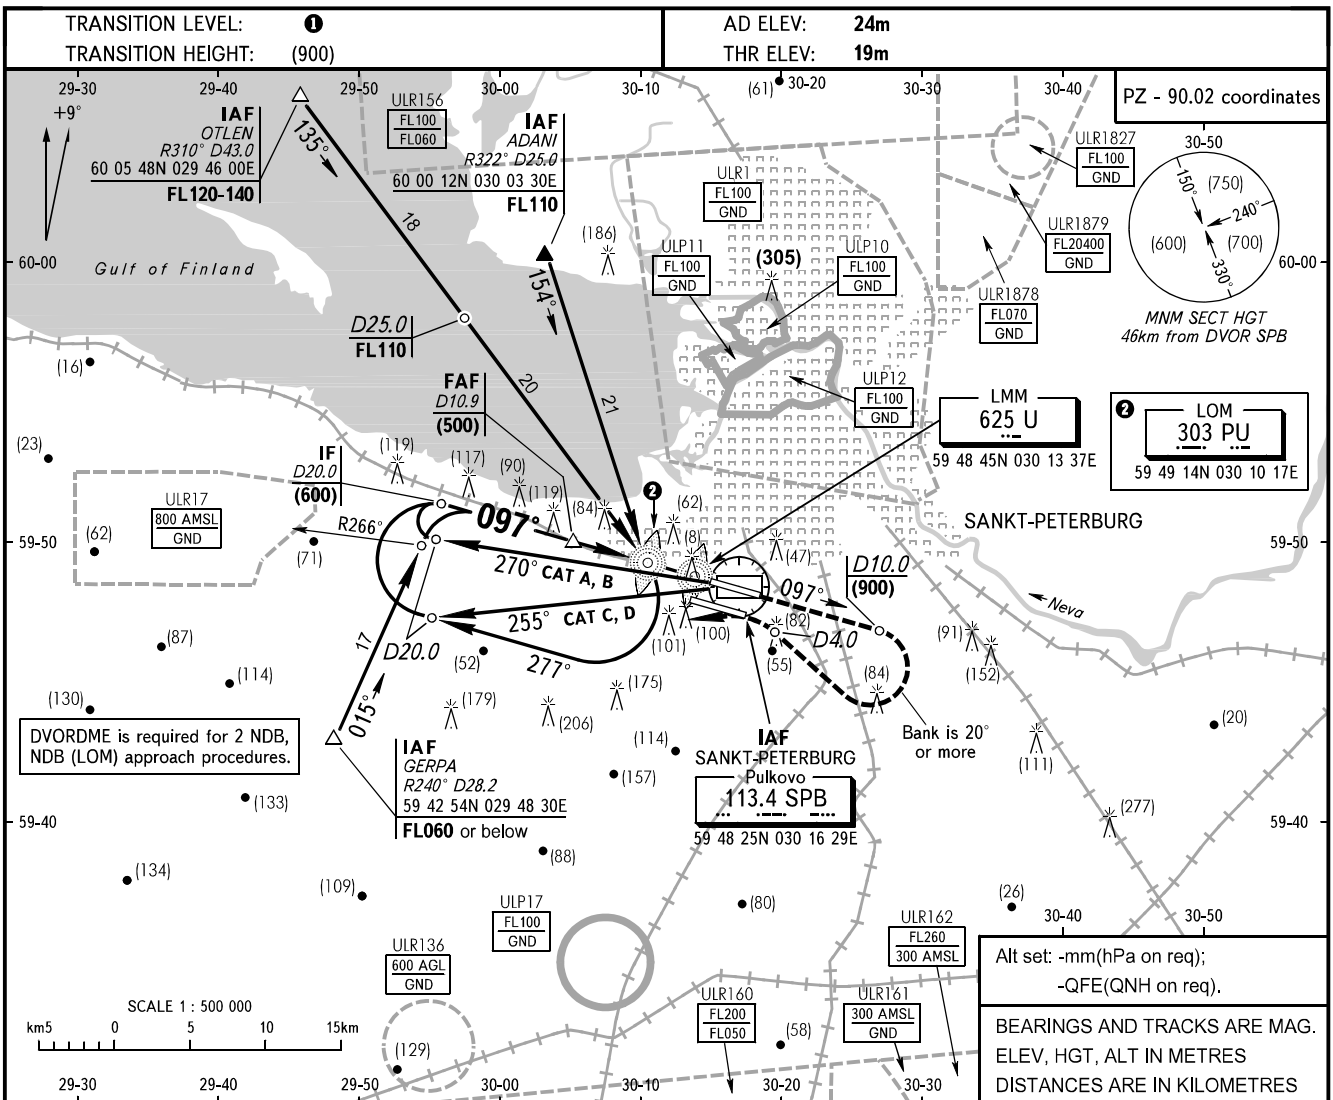 TRANSITION LEVEL: ❶
TRANSITION HEIGHT: (900)
AD ELEV: 24m
THR ELEV: 19m
29-30
29-40
29-50
30-00
30-10
(61)
30-20
30-30
30-40
PZ - 90.02 coordinates
+9°
IAF
OTLEN
R310° D43.0
60 05 48N 029 46 00E
FL120-140
135°
18
ULR156
FL100
FL060
IAF
ADANI
R322° D25.0
60 00 12N 030 03 30E
FL110
154°
21
(186)
ULR1
FL100
GND
ULR1827
FL100
GND
ULR1879
FL20400
GND
ULR1878
FL070
GND
30-50
150°
(750)
240°
(600)
(700)
330°
MNM SECT HGT
46km from DVOR SPB
60-00
Gulf of Finland
ULP11
FL100
GND
(305)
ULP10
FL100
GND
60-00
D25.0
FL110
20
(16)
FAF
D10.9
(500)
ULP12
FL100
GND
LMM
625 U
59 48 45N 030 13 37E
❷
LOM
303 PU
59 49 14N 030 10 17E
(23)
IF
D20.0
(600)
(119)
(117)
(90)
(119)
(84)
❷
(62)
(8
(47)
SANKT-PETERBURG
ULR17
800 AMSL
GND
(62)
R266°
(71)
097°
59-50
59-50
270° CAT A, B
255° CAT C, D
277°
097°
D10.0
(900)
Neva
(82)
D4.0
(91)
(152)
(87)
17
D20.0
(52)
(101)
(100)
(55)
(84)
(114)
(130)
015°
(179)
(206)
(175)
(114)
(157)
Bank is 20°
or more
(20)
(111)
DVORDME is required for 2 NDB,
NDB (LOM) approach procedures.
IAF
GERPA
R240° D28.2
59 42 54N 029 48 30E
FL060 or below
IAF
SANKT-PETERBURG
Pulkovo
113.4 SPB
59 48 25N 030 16 29E
(133)
(277)
59-40
59-40
(88)
(134)
(109)
(80)
(26)
30-40
30-50
ULP17
FL100
GND
ULR162
FL260
300 AMSL
ULR136
600 AGL
GND
Alt set: -mm(hPa on req);
-QFE(QNH on req).
SCALE 1 : 500 000
km5 0 5 10 15km
ULR160
FL200
FL050
(58)
ULR161
300 AMSL
GND
(129)
BEARINGS AND TRACKS ARE MAG.
ELEV, HGT, ALT IN METRES
DISTANCES ARE IN KILOMETRES
29-30
29-40
29-50
30-00
30-10
30-20
30-30